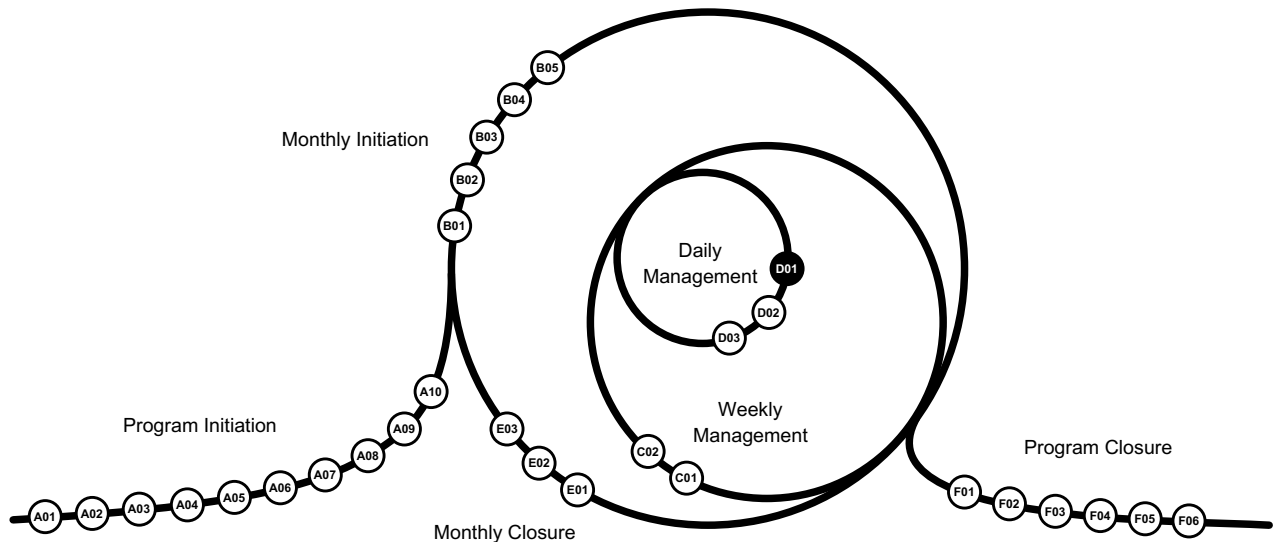 B05
B04
Monthly Initiation
B03
B02
B01
Daily
Management
D01
D02
D03
A10
Program Initiation
A09
A08
A07
A06
A05
A04
A03
A02
A01
Weekly
Management
C02
C01
E03
E02
E01
Monthly Closure
Program Closure
F01
F02
F03
F04
F05
F06